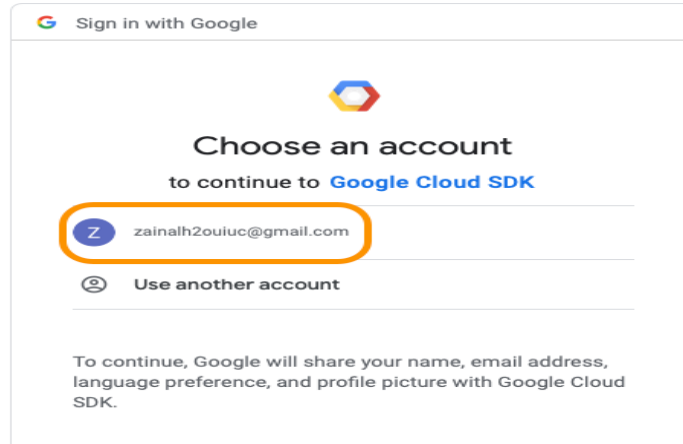 Sign in with Google
Choose an account
to continue to Google Cloud SDK
Z zainalh2ouiuc@gmail.com
Use another account
To continue, Google will share your name, email address,
language preference, and profile picture with Google Cloud
SDK.